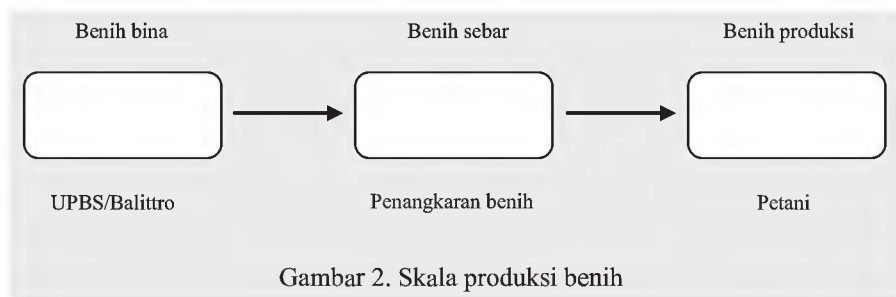 Benih bina Benih sebar Benih produksi
UPBS/Balittro Penangkaran benih Petani
Gambar 2. Skala produksi benih